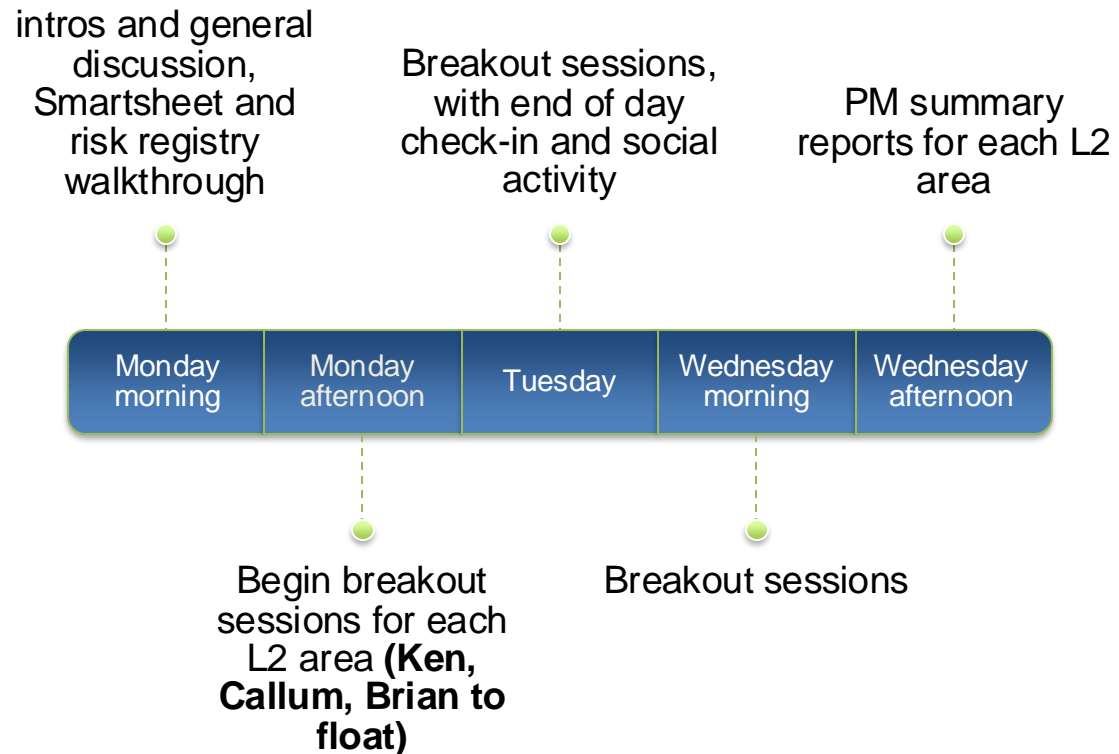 intros and general
discussion,
Smartsheet and
risk registry
walkthrough
Breakout sessions,
with end of day
check-in and social
activity
PM summary
reports for each L2
area
Monday
morning
Monday
afternoon
Tuesday
Wednesday
morning
Wednesday
afternoon
Begin breakout
sessions for each
L2 area (Ken,
Callum, Brian to
float)
Breakout sessions